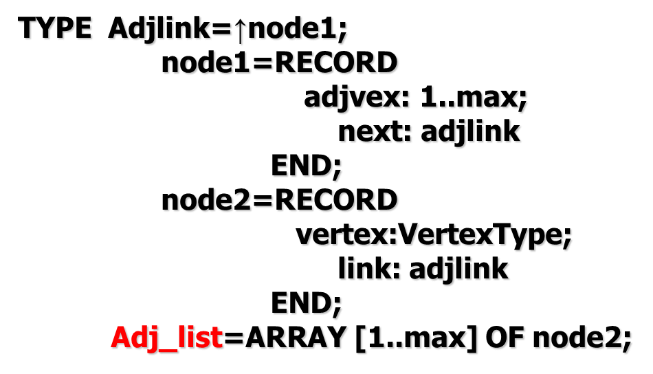 TYPE Adjlink=↑node1;
node1=RECORD
adjvex: 1..max;
next: adjlink
END;
node2=RECORD
vertex:VertexType;
link: adjlink
END;
Adj_list=ARRAY [1..max] OF node2;